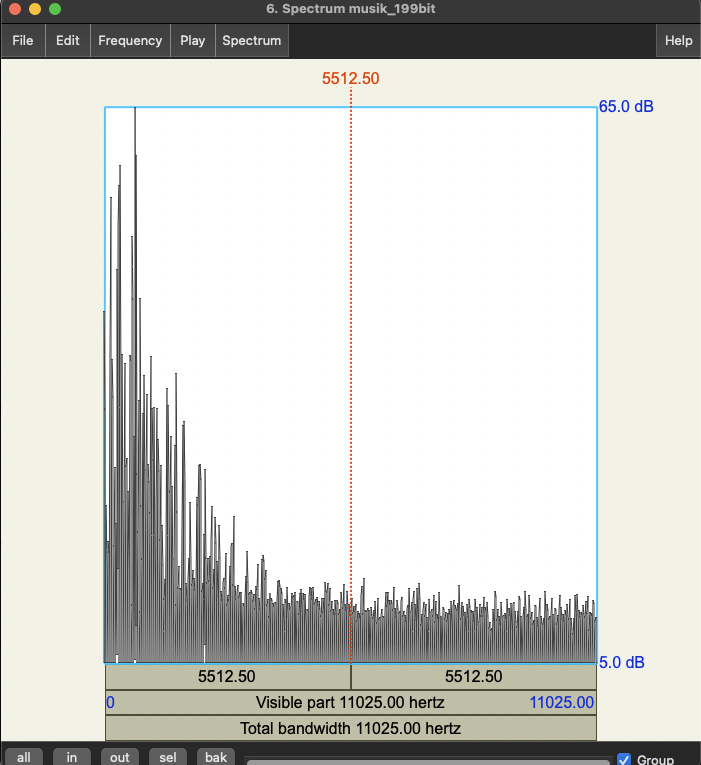 6. Spectrum musik_199bit
File Edit Frequency Play Spectrum Help
5512.50
65.0 dB
5.0 dB
5512.50 5512.50
0 Visible part 11025.00 hertz 11025.00
Total bandwidth 11025.00 hertz
all in out sel bak Group